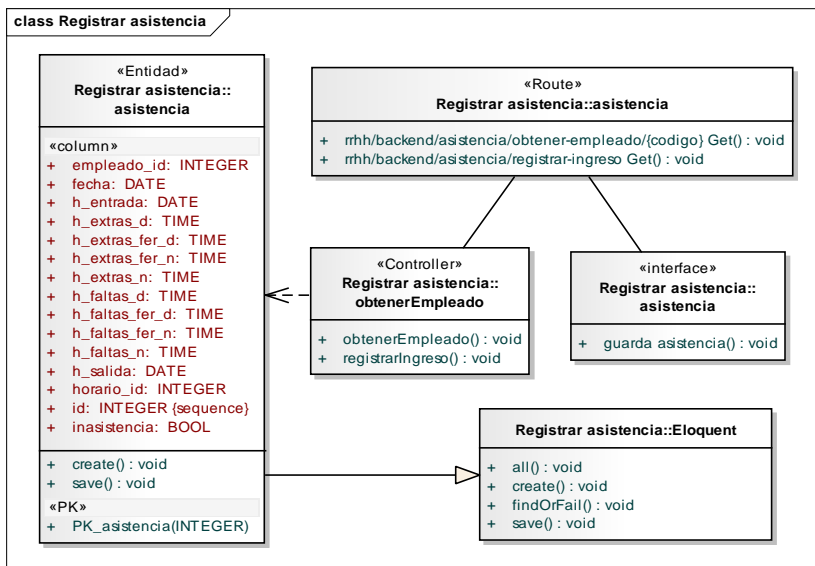 class Registrar asistencia
«Entidad»
Registrar asistencia::
asistencia
«column»
+ empleado_id: INTEGER
+ fecha: DATE
+ h_entrada: DATE
+ h_extras_d: TIME
+ h_extras_fer_d: TIME
+ h_extras_fer_n: TIME
+ h_extras_n: TIME
+ h_faltas_d: TIME
+ h_faltas_fer_d: TIME
+ h_faltas_fer_n: TIME
+ h_faltas_n: TIME
+ h_salida: DATE
+ horario_id: INTEGER
+ id: INTEGER {sequence}
+ inasistencia: BOOL
+ create() : void
+ save() : void
«PK»
+ PK_asistencia(INTEGER)
«Route»
Registrar asistencia::asistencia
+ rrhh/backend/asistencia/obtener-empleado/{codigo} Get() : void
+ rrhh/backend/asistencia/registrar-ingreso Get() : void
«Controller»
Registrar asistencia::
obtenerEmpleado
+ obtenerEmpleado() : void
+ registrarIngreso() : void
«interface»
Registrar asistencia::
asistencia
+ guarda asistencia() : void
Registrar asistencia::Eloquent
+ all() : void
+ create() : void
+ findOrFail() : void
+ save() : void